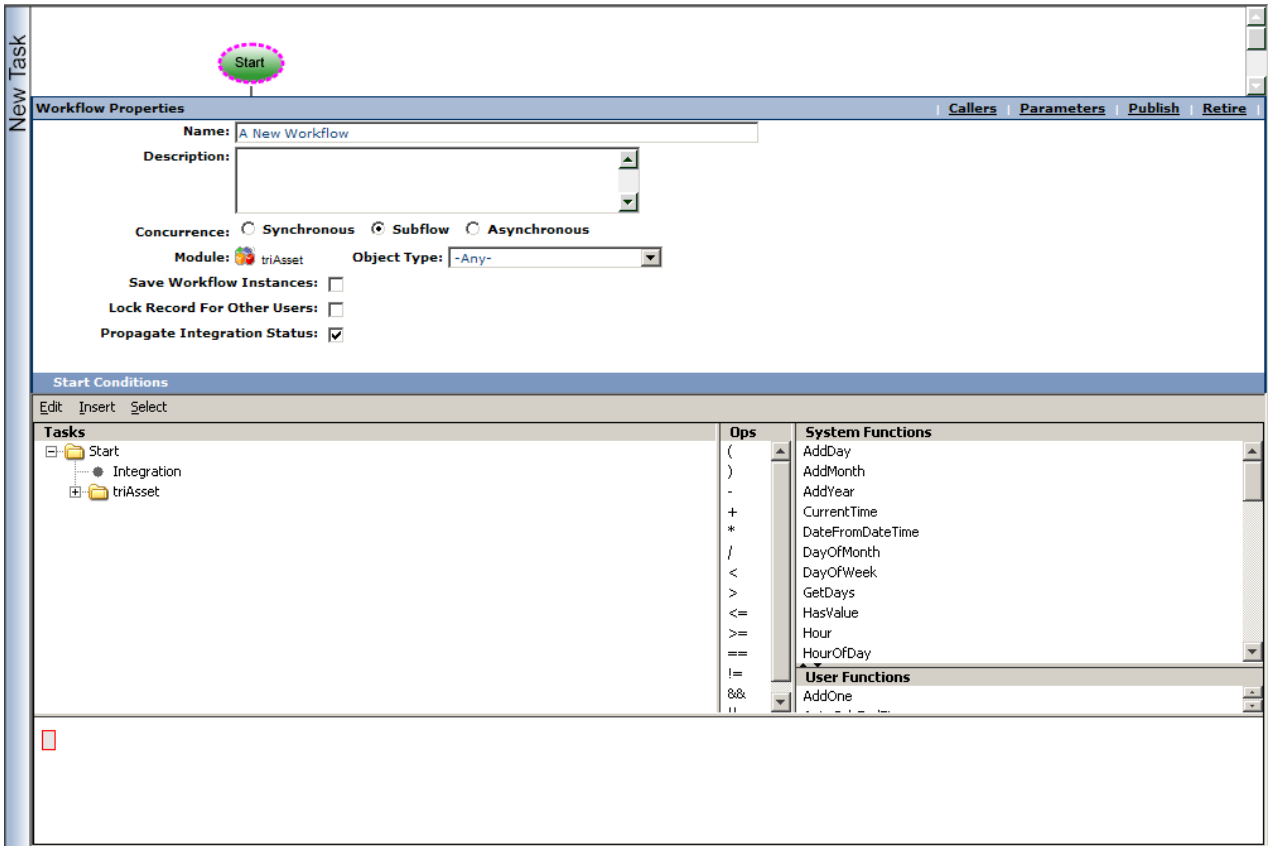 New Task
Start
Workflow Properties
Callers Parameters Publish Retire
Name: A New Workflow
Description:
Concurrence: Synchronous Subflow Asynchronous
Module: triAsset Object Type: -Any-
Save Workflow Instances:
Lock Record For Other Users:
Propagate Integration Status:
Start Conditions
Edit Insert Select
Tasks
Start
Integration
triAsset
Ops
(
)
-
+
*
/
<
>
<=
>=
==
!=
&&
System Functions
AddDay
AddMonth
AddYear
CurrentTime
DateFromDateTime
DayOfMonth
DayOfWeek
GetDays
HasValue
Hour
HourOfDay
User Functions
AddOne